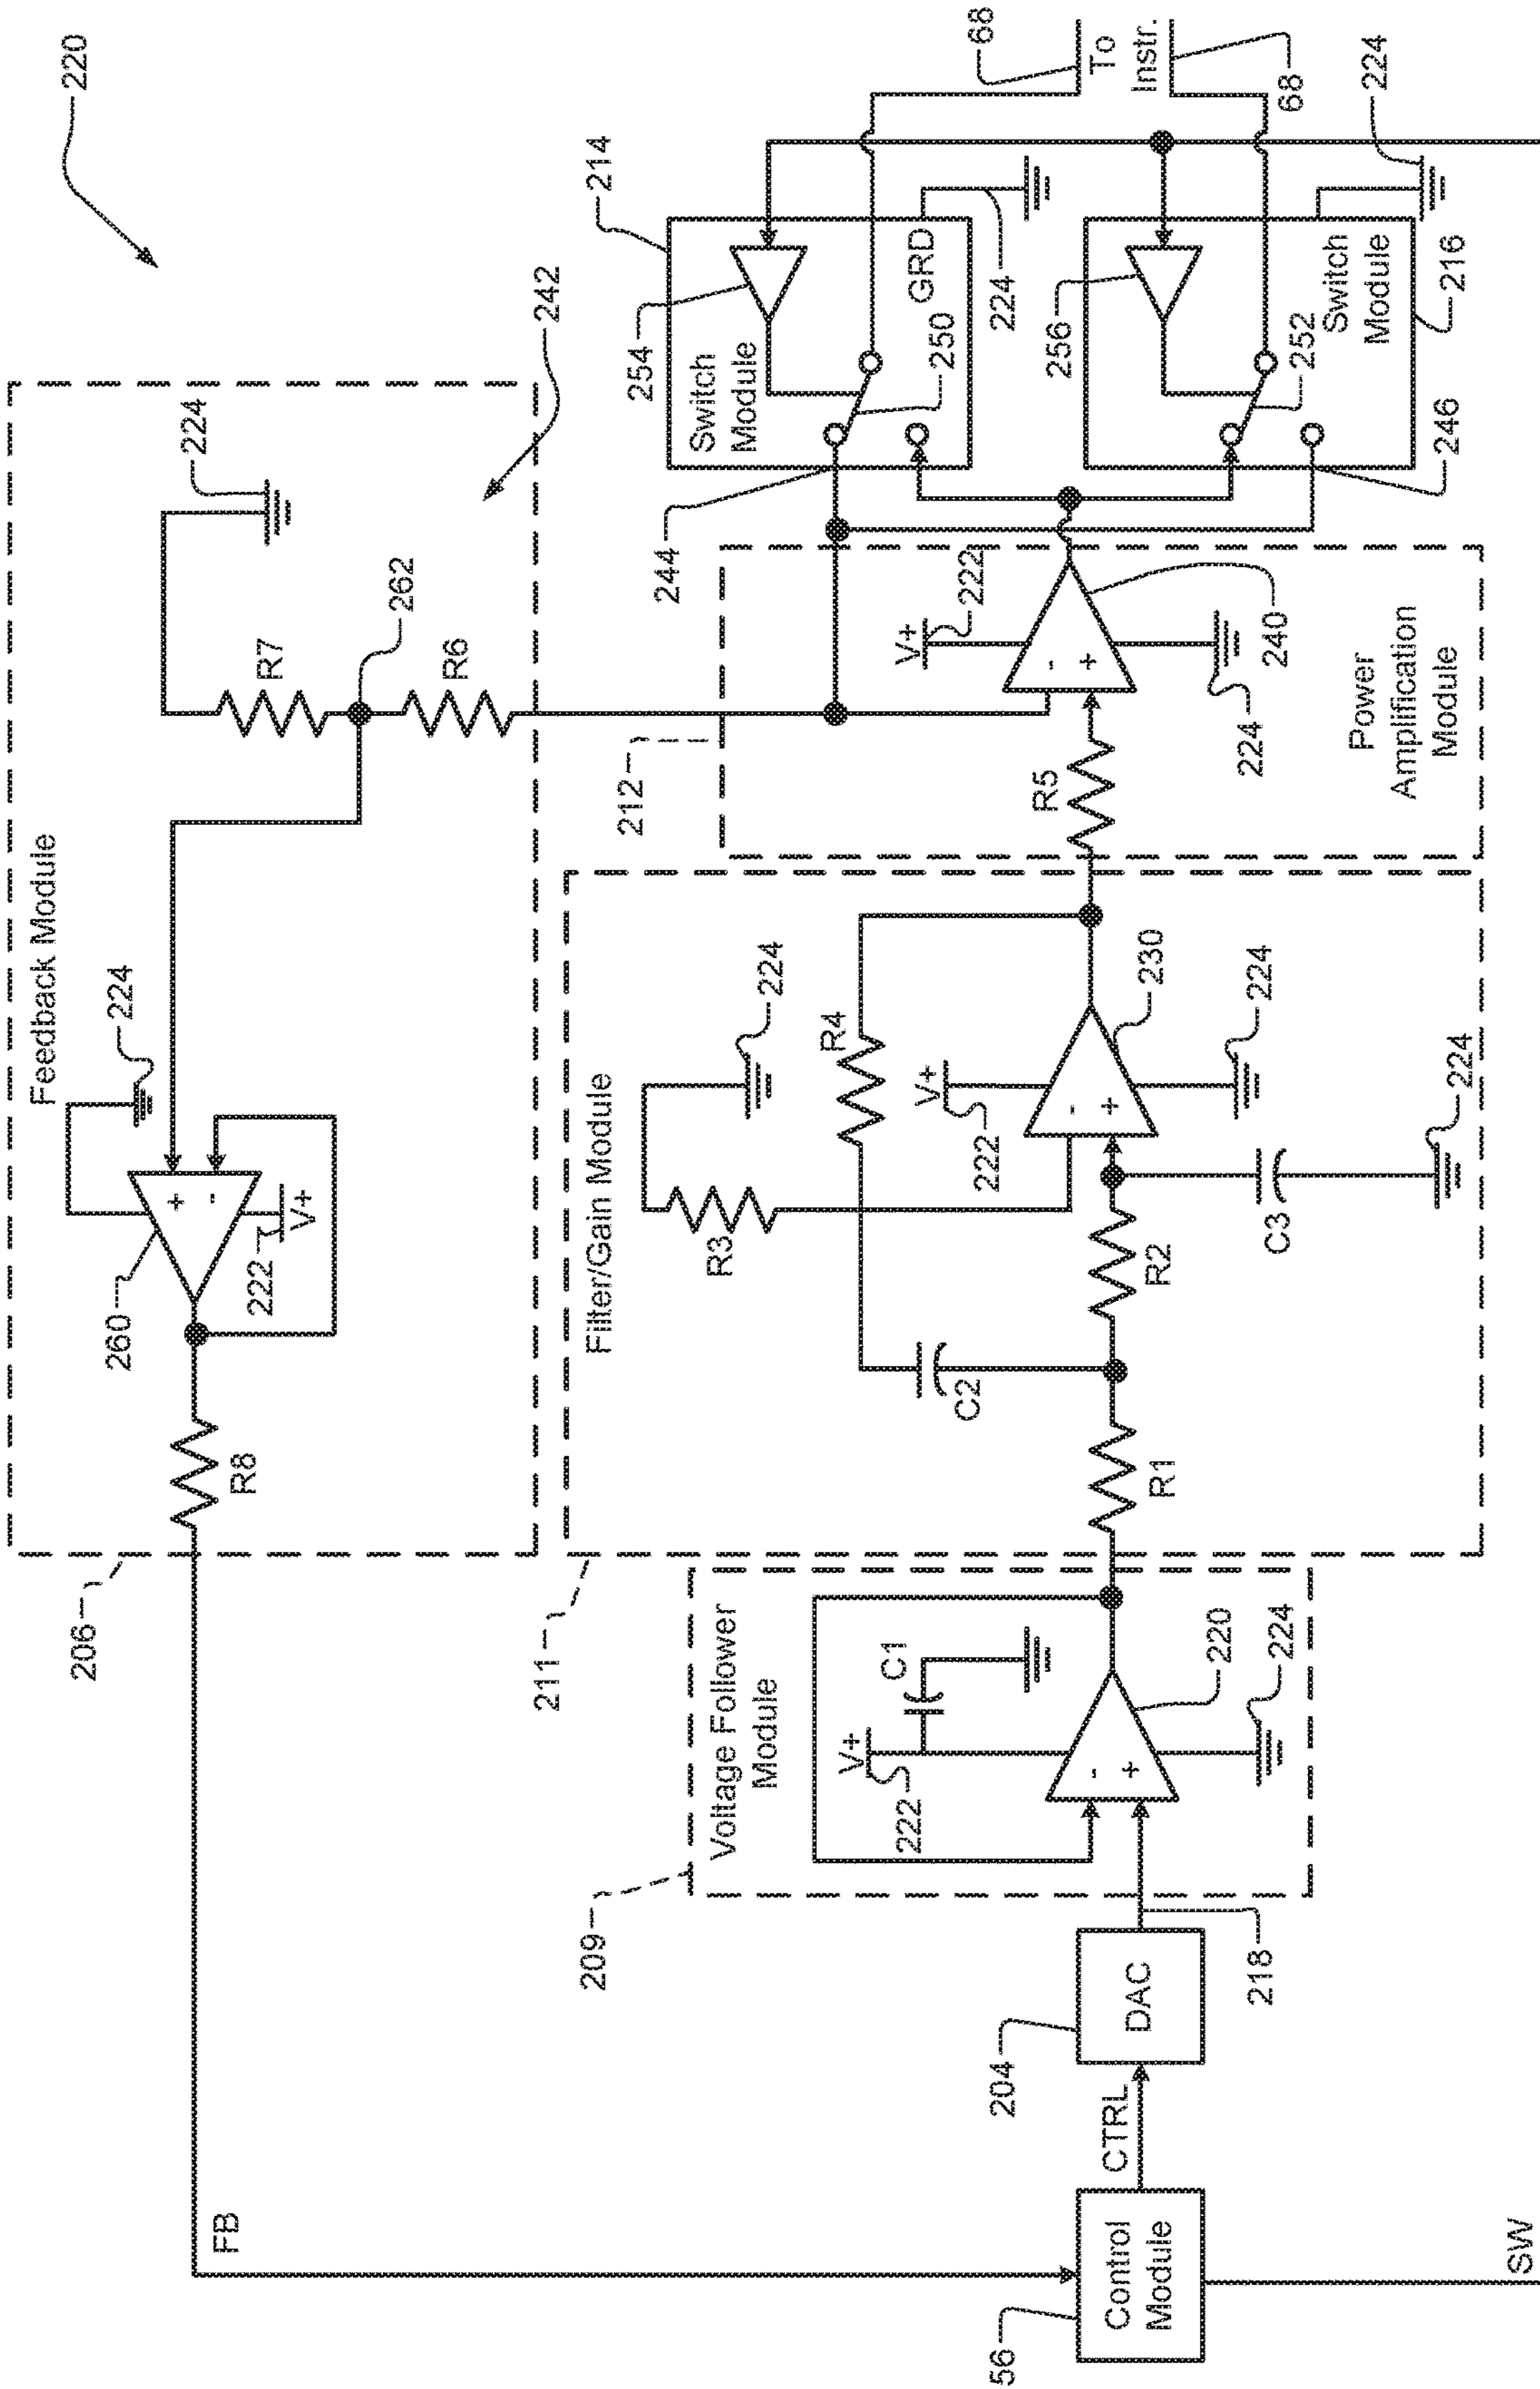 220
Feedback Module
206
260
224
+
-
222
V+
R8
FB
262
R7
R6
224
242
Filter/Gain Module
211
R1
R2
R3
R4
C2
C3
V+
222
-
+
230
224
224
224
Voltage Follower
Module
209
V+
222
C1
-
+
220
224
218
DAC
204
CTRL
Control
Module
56
SW
212
R5
V+
222
-
+
240
224
Power
Amplification
Module
244
246
214
254
Switch
Module
250
GRD
224
256
252
Switch
Module
216
224
68
To
Instr.
68